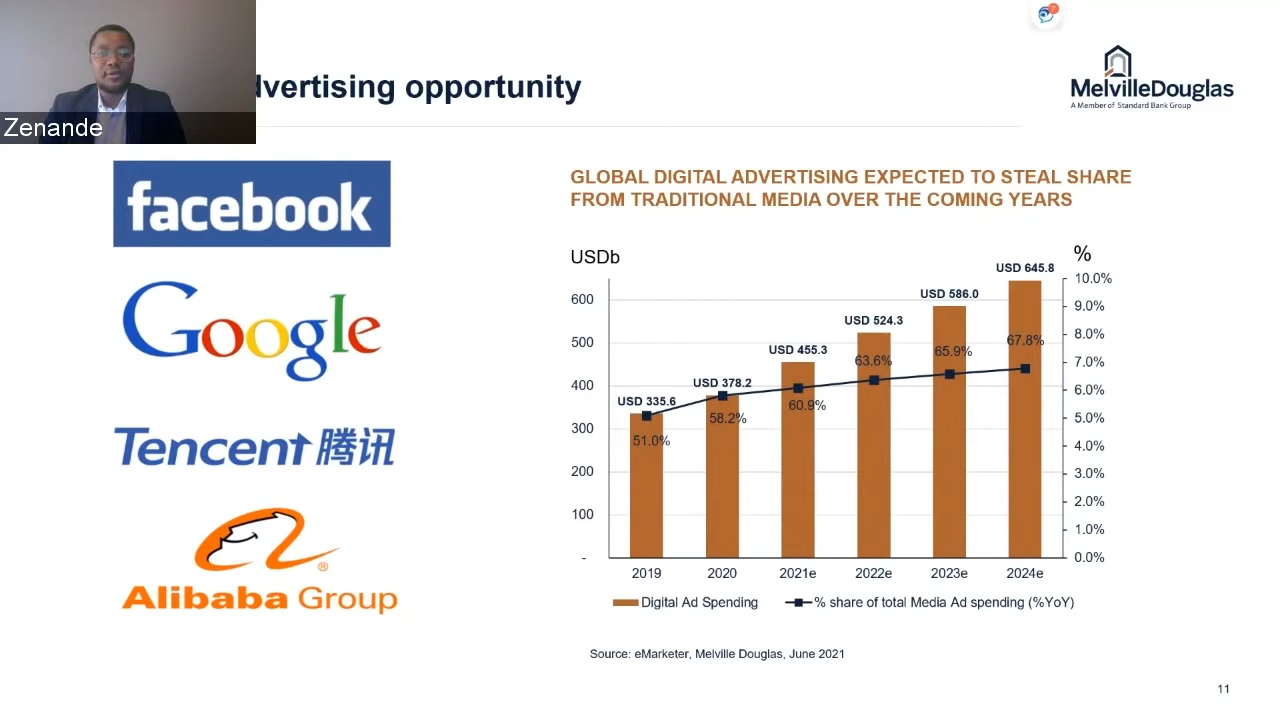 dvertising opportunity
Zenande
7
MelvilleDouglas
A Member of Standard Bank Group
facebook
Google
Tencent 腾讯
Alibaba Group
®
GLOBAL DIGITAL ADVERTISING EXPECTED TO STEAL SHARE
FROM TRADITIONAL MEDIA OVER THE COMING YEARS
USDb
%
600
500
400
300
200
100
-
USD 335.6
USD 378.2
USD 455.3
USD 524.3
USD 586.0
USD 645.8
51.0%
58.2%
60.9%
63.6%
65.9%
67.8%
10.0%
9.0%
8.0%
7.0%
6.0%
5.0%
4.0%
3.0%
2.0%
1.0%
0.0%
2019 2020 2021e 2022e 2023e 2024e
Digital Ad Spending % share of total Media Ad spending (%YoY)
Source: eMarketer, Melville Douglas, June 2021
11